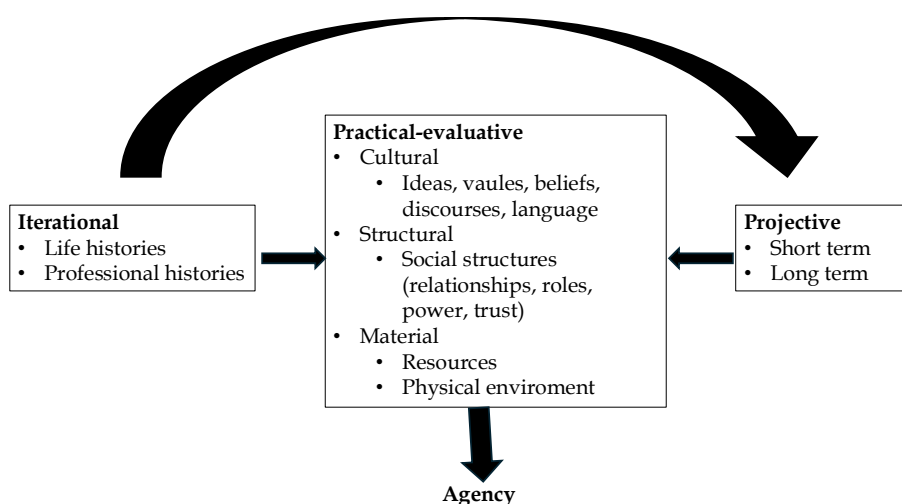 Practical-evaluative
• Cultural
• Ideas, vaules, beliefs,
discourses, language
• Structural
• Social structures
(relationships, roles,
power, trust)
• Material
• Resources
• Physical enviroment
Iterational
• Life histories
• Professional histories
Projective
• Short term
• Long term
Agency